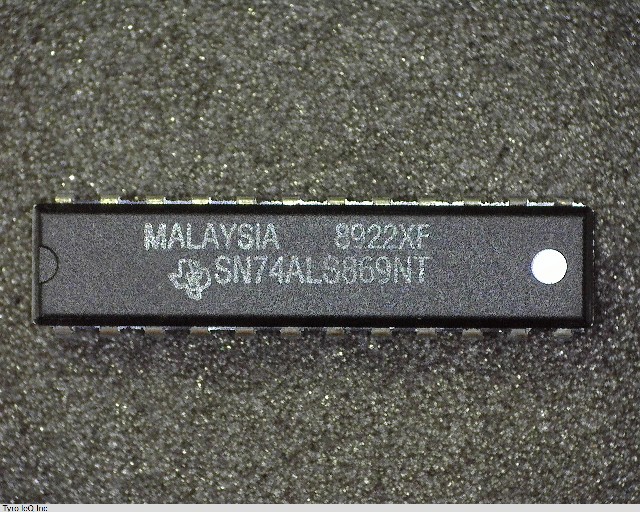 MALAYSIA 8922XF
SN74ALS869NT
Tyro IcQ Inc